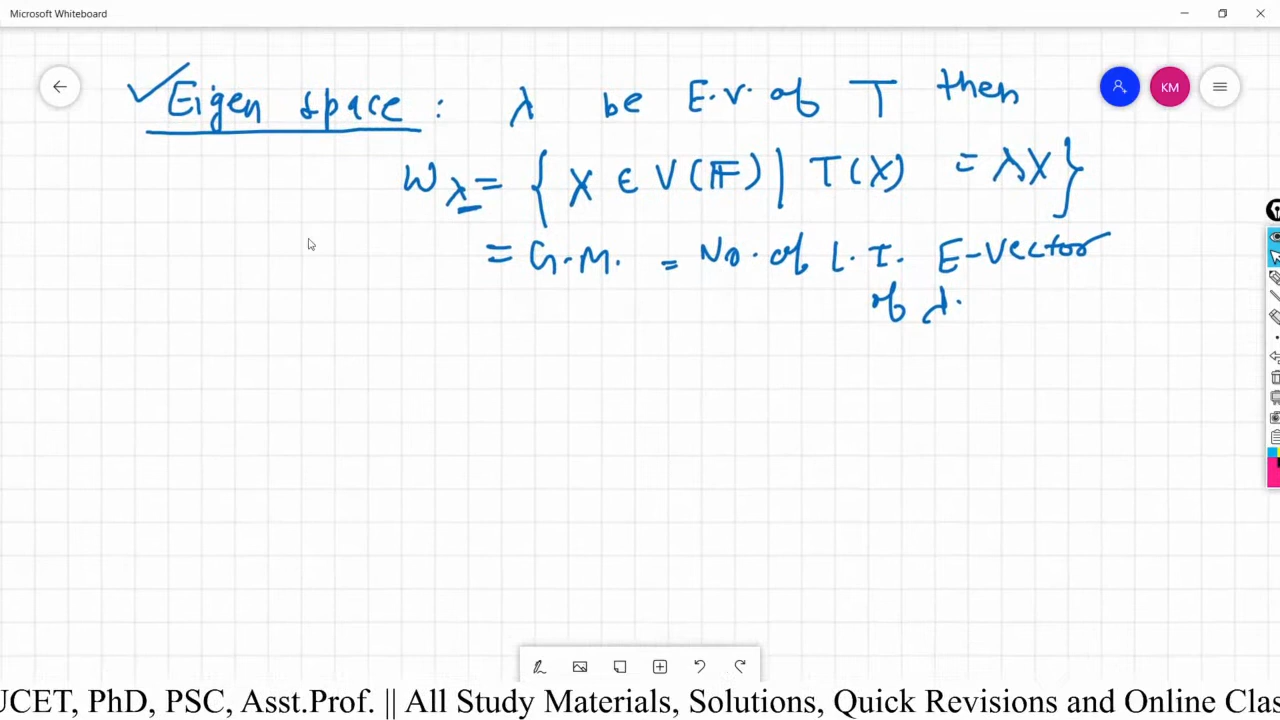 Microsoft Whiteboard
Eigen space : λ be E.V. of T then
KM
W_λ = { X ∈ V(𝔽) | T(X) = λX }
= G.M. = No. of L.I. E-vector
of λ.
UCET, PhD, PSC, Asst.Prof. || All Study Materials, Solutions, Quick Revisions and Online Clas